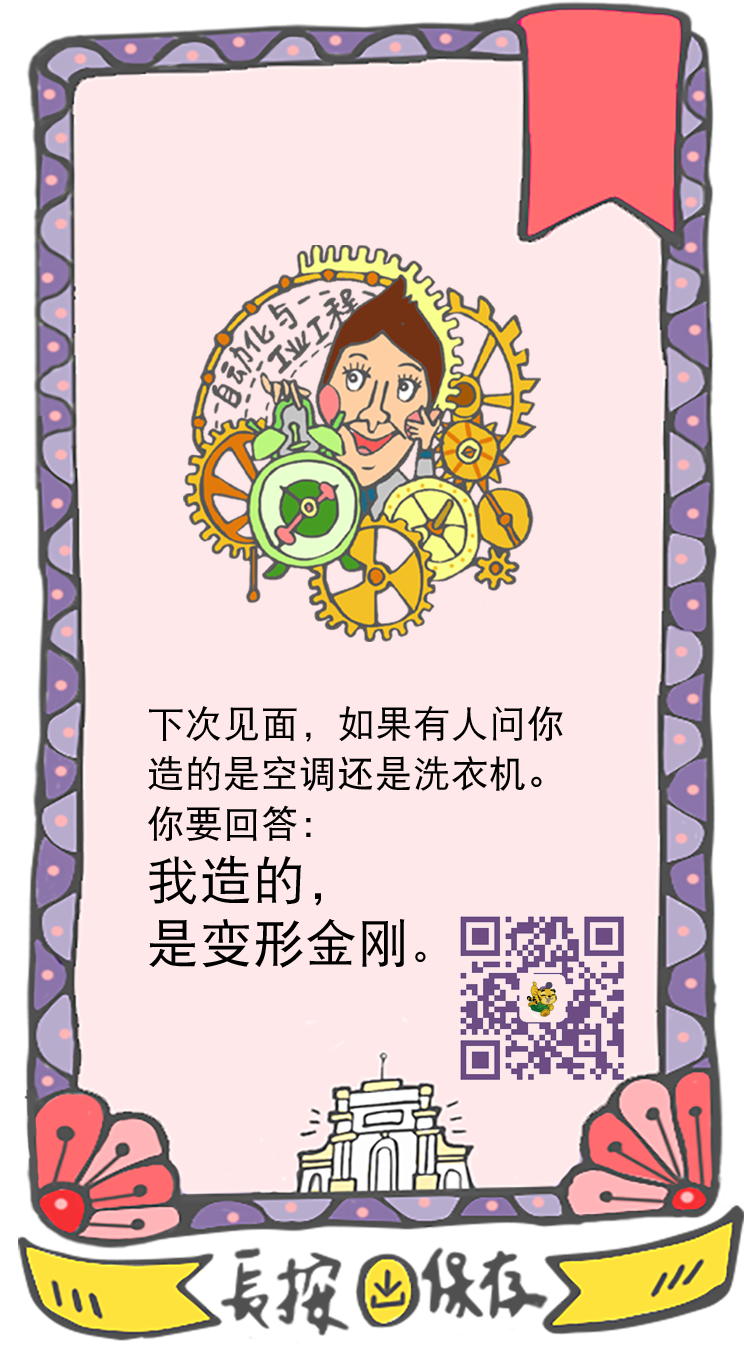 自动化与
工业工程
下次见面，如果有人问你
造的是空调还是洗衣机。
你要回答：
我造的，
是变形金刚。
長按保存